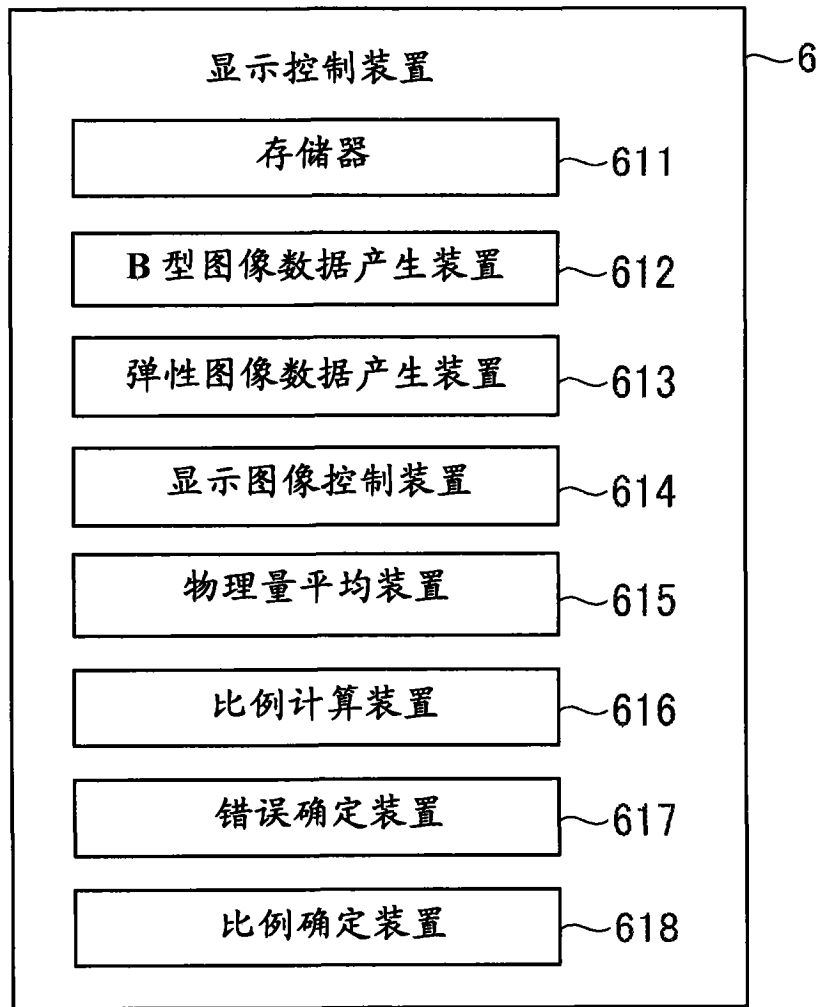 显示控制装置
6
存储器
611
B型图像数据产生装置
612
弹性图像数据产生装置
613
显示图像控制装置
614
物理量平均装置
615
比例计算装置
616
错误确定装置
617
比例确定装置
618